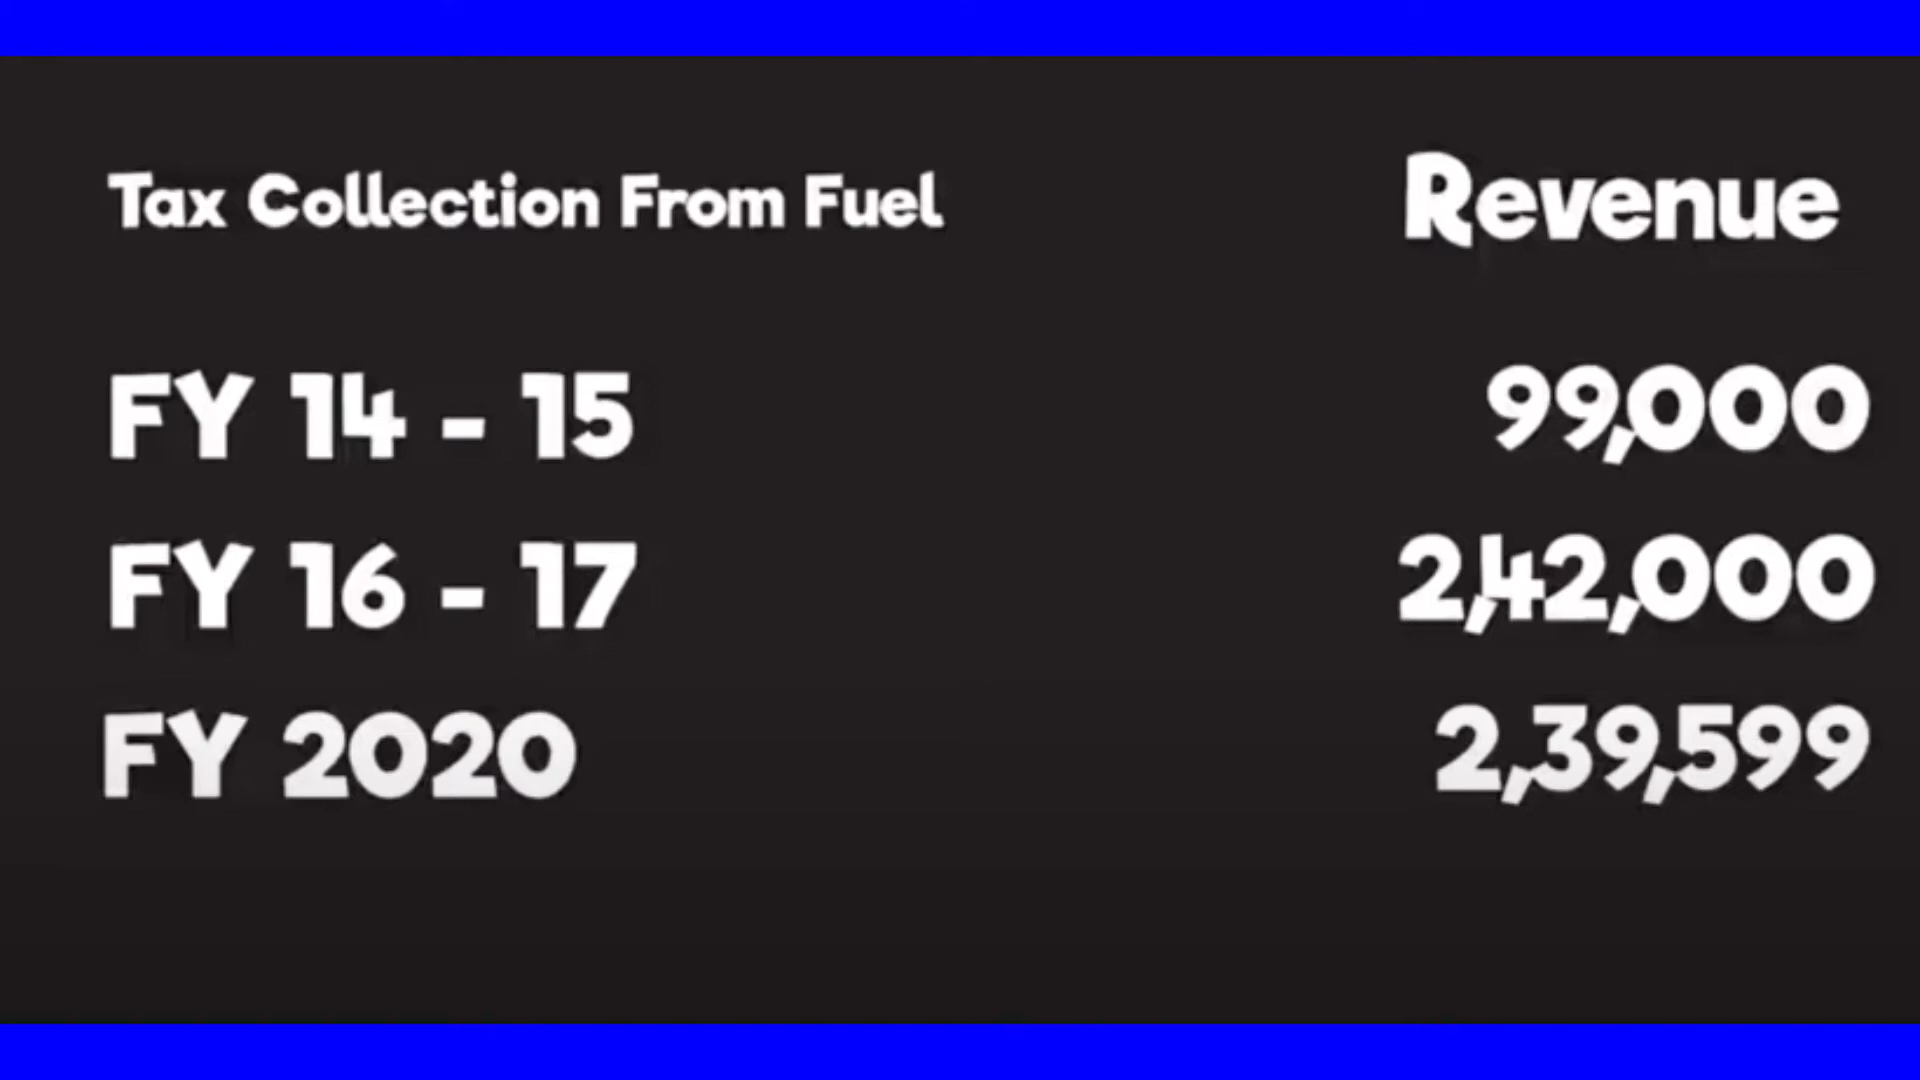 Tax Collection From Fuel Revenue
FY 14 - 15 99,000
FY 16 - 17 2,42,000
FY 2020 2,39,599